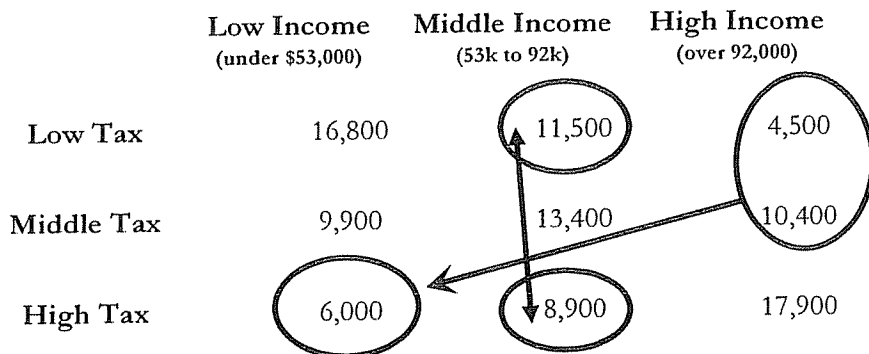 Low Income Middle Income High Income
(under $53,000) (53k to 92k) (over 92,000)
Low Tax 16,800 11,500 4,500
Middle Tax 9,900 13,400 10,400
High Tax 6,000 8,900 17,900